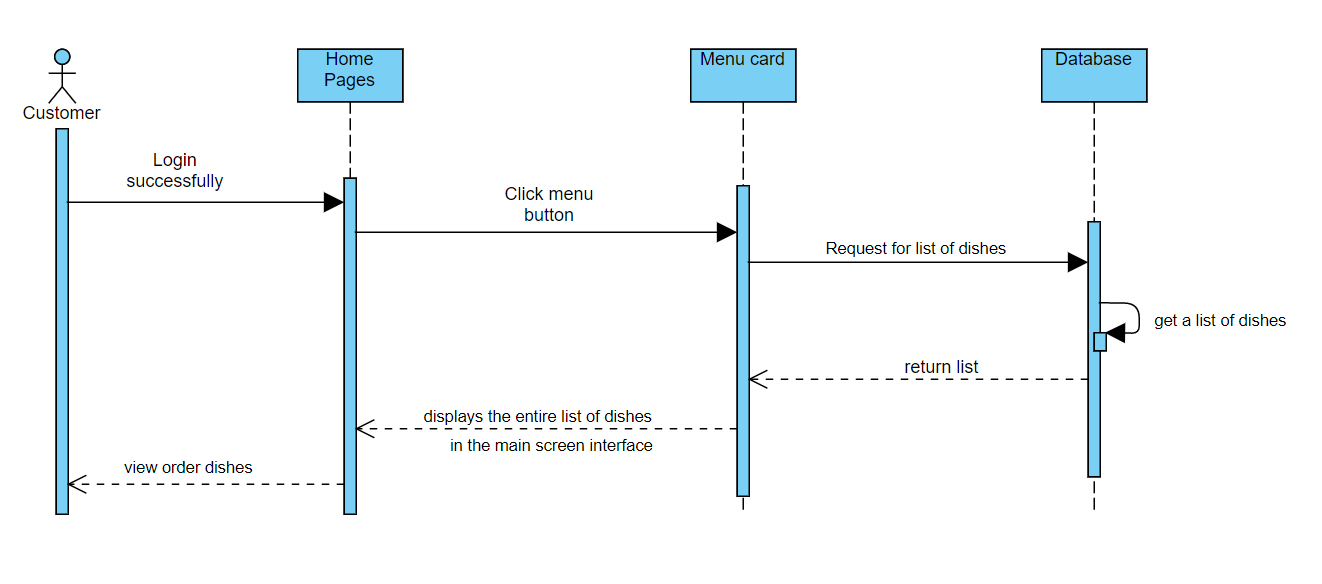 Home
Pages
Menu card
Database
Customer
Login
successfully
Click menu
button
Request for list of dishes
get a list of dishes
return list
displays the entire list of dishes
in the main screen interface
view order dishes